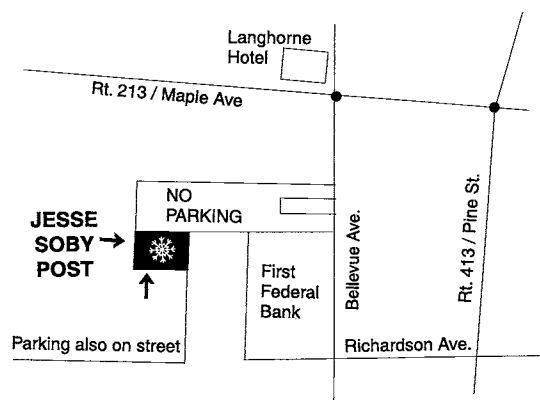 Langhorne
Hotel
Rt. 213 / Maple Ave
NO
PARKING
JESSE
SOBY
POST
First
Federal
Bank
Bellevue Ave.
Rt. 413 / Pine St.
Parking also on street
Richardson Ave.